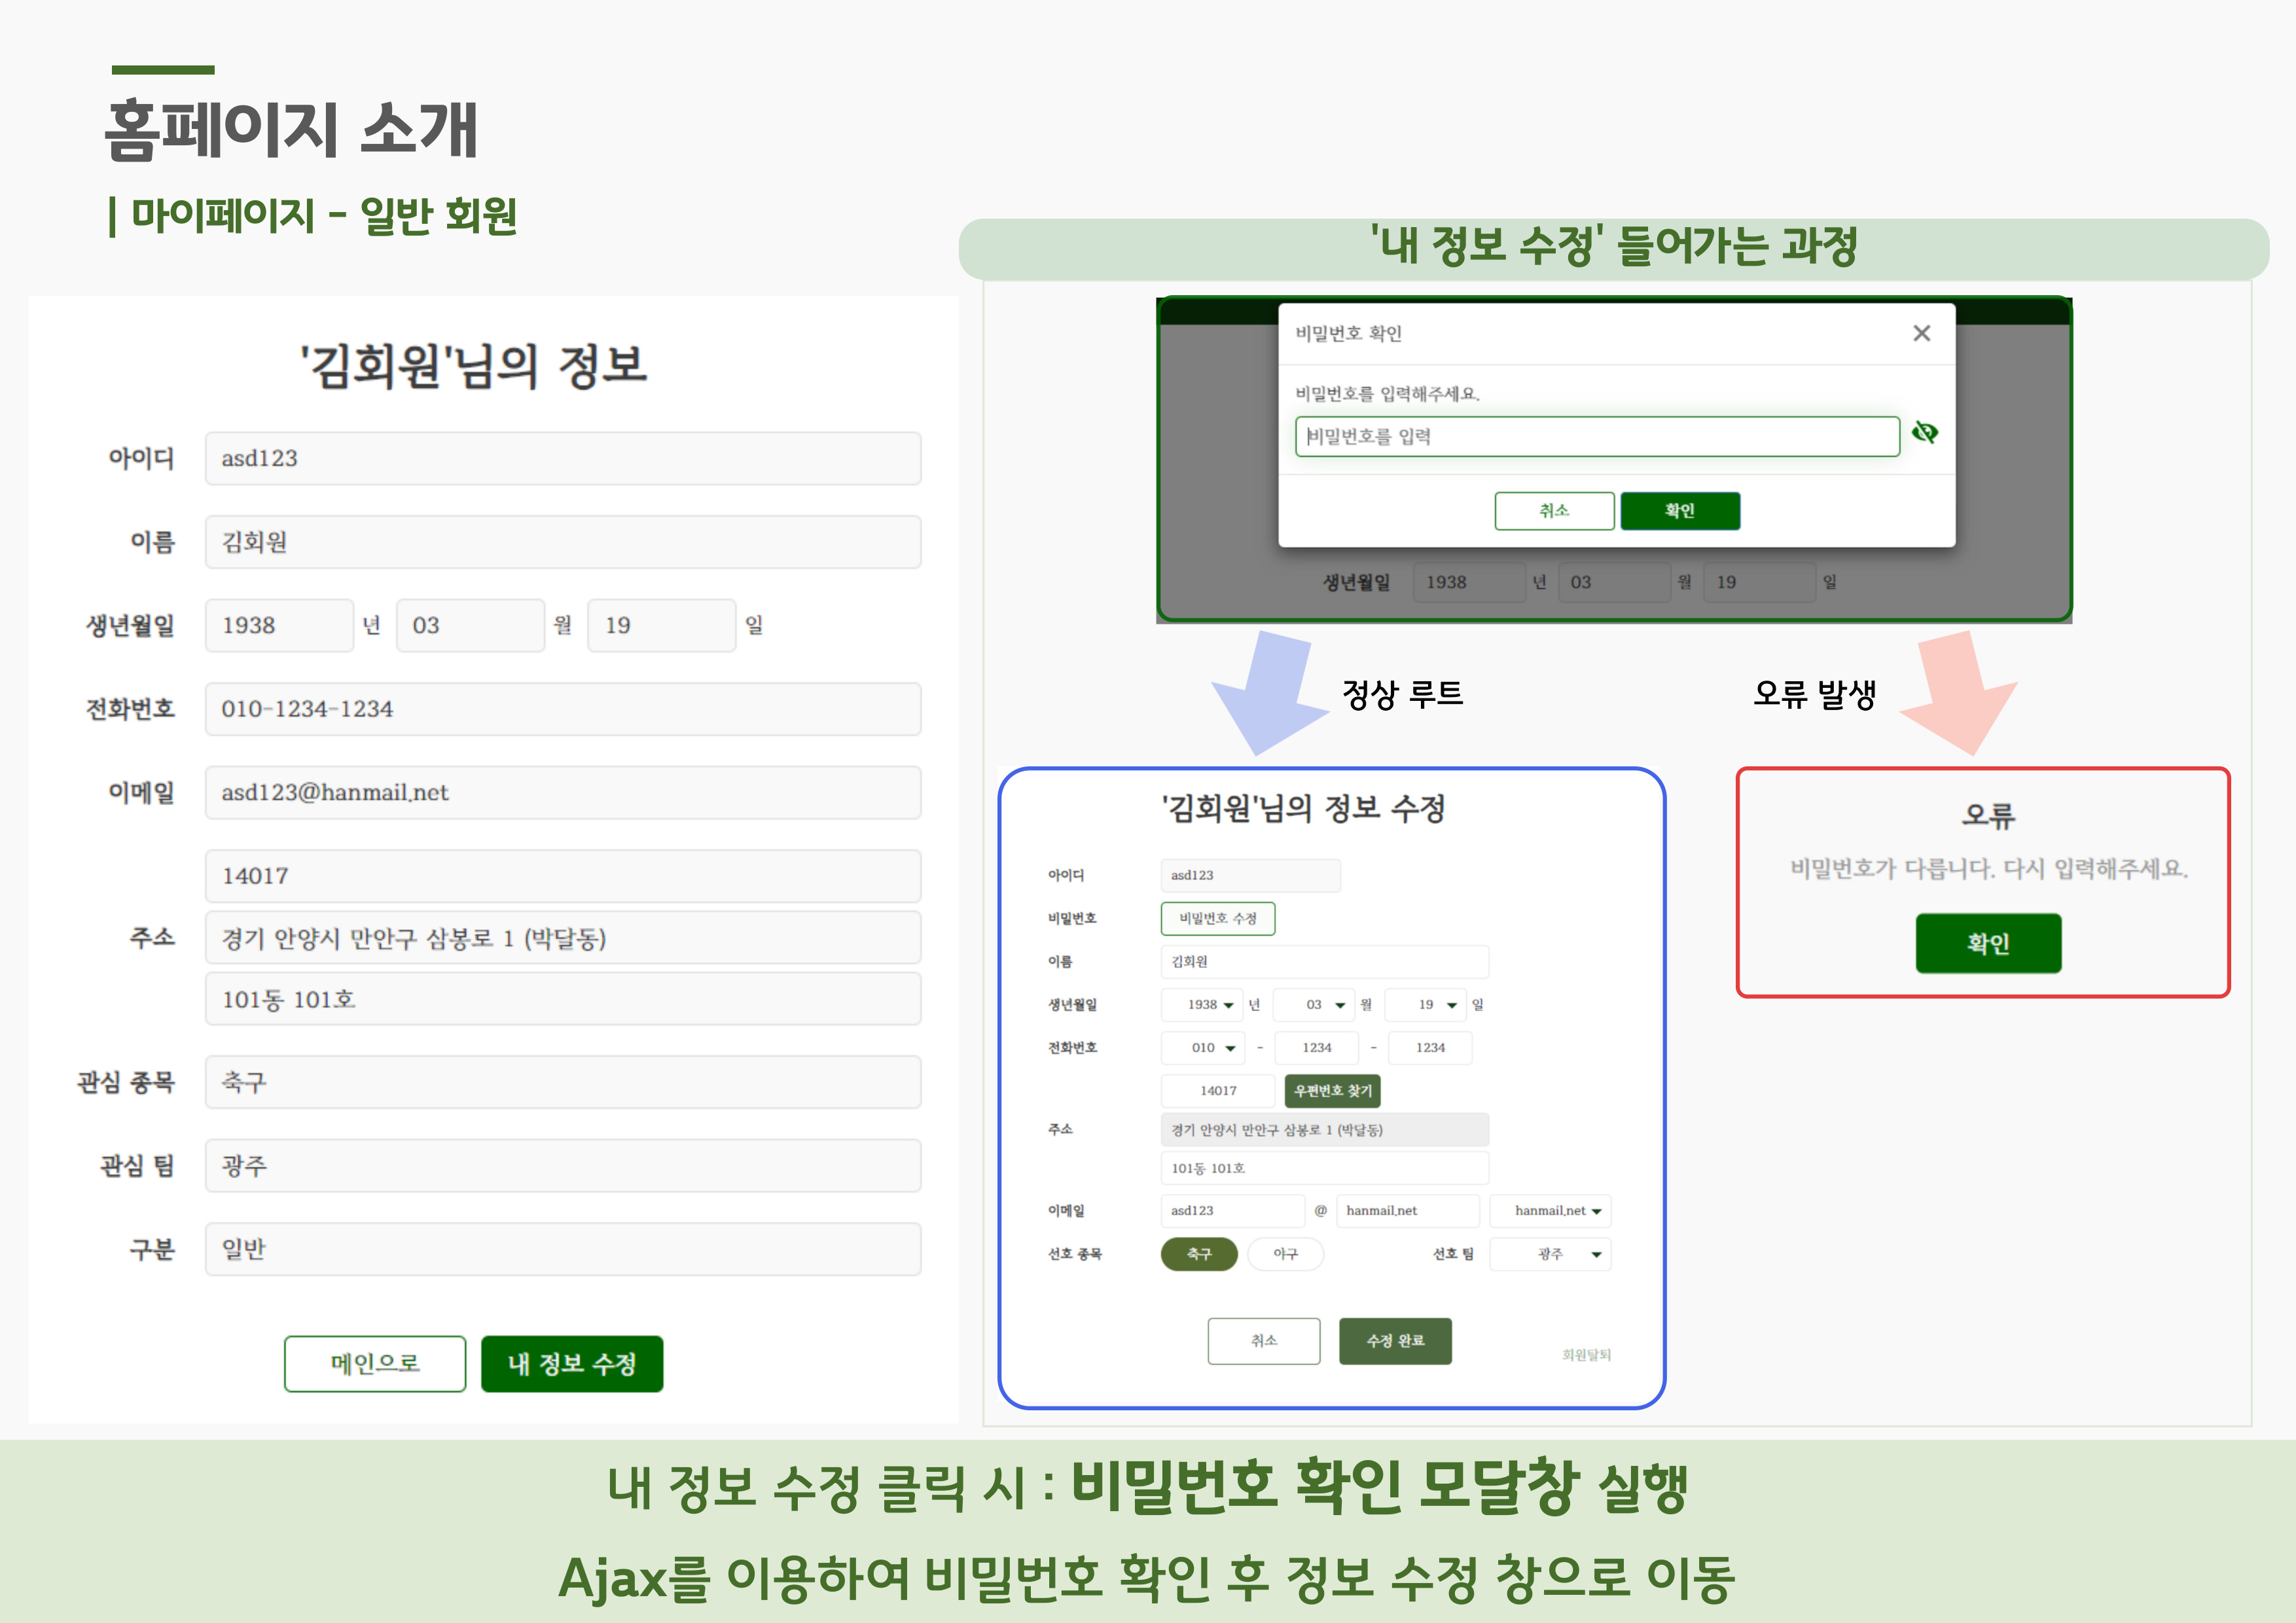 홈페이지 소개
| 마이페이지 - 일반 회원
'김회원'님의 정보
아이디 asd123
이름 김회원
생년월일 1938 년 03 월 19 일
전화번호 010-1234-1234
이메일 asd123@hanmail.net
14017
주소 경기 안양시 만안구 삼봉로 1 (박달동)
101동 101호
관심 종목 축구
관심 팀 광주
구분 일반
메인으로 내 정보 수정
'내 정보 수정' 들어가는 과정
비밀번호 확인 ×
비밀번호를 입력해주세요.
비밀번호를 입력
취소 확인
생년월일 1938 년 03 월 19 일
정상 루트 오류 발생
'김회원'님의 정보 수정
아이디 asd123
비밀번호 비밀번호 수정
이름 김회원
생년월일 1938 년 03 월 19 일
전화번호 010 - 1234 - 1234
14017 우편번호 찾기
주소 경기 안양시 만안구 삼봉로 1 (박달동)
101동 101호
이메일 asd123 @ hanmail.net hanmail.net
선호 종목 축구 야구 선호 팀 광주
취소 수정 완료 회원탈퇴
오류
비밀번호가 다릅니다. 다시 입력해주세요.
확인
내 정보 수정 클릭 시 : 비밀번호 확인 모달창 실행
Ajax를 이용하여 비밀번호 확인 후 정보 수정 창으로 이동